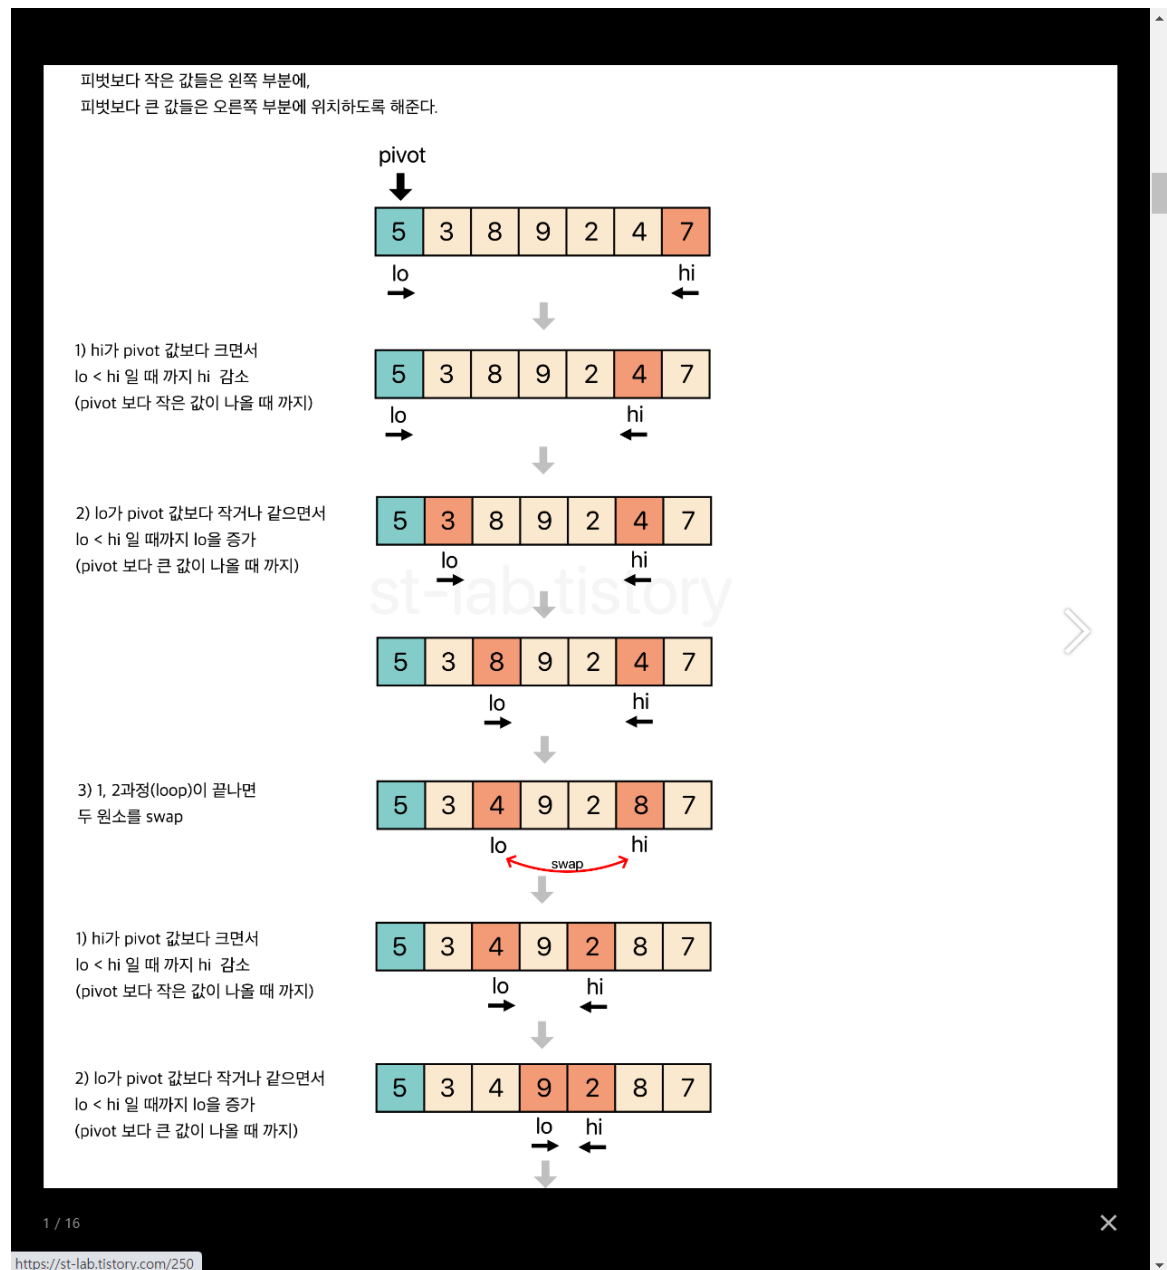 피벗보다 작은 값들은 왼쪽 부분에,
피벗보다 큰 값들은 오른쪽 부분에 위치하도록 해준다.
pivot
5 3 8 9 2 4 7
lo hi
1) hi가 pivot 값보다 크면서
lo < hi 일 때 까지 hi 감소
(pivot 보다 작은 값이 나올 때 까지)
5 3 8 9 2 4 7
lo hi
2) lo가 pivot 값보다 작거나 같으면서
lo < hi 일 때까지 lo을 증가
(pivot 보다 큰 값이 나올 때 까지)
5 3 8 9 2 4 7
lo hi
st-lab.tistory
5 3 8 9 2 4 7
lo hi
3) 1, 2과정(loop)이 끝나면
두 원소를 swap
5 3 4 9 2 8 7
lo hi
swap
1) hi가 pivot 값보다 크면서
lo < hi 일 때 까지 hi 감소
(pivot 보다 작은 값이 나올 때 까지)
5 3 4 9 2 8 7
lo hi
2) lo가 pivot 값보다 작거나 같으면서
lo < hi 일 때까지 lo을 증가
(pivot 보다 큰 값이 나올 때 까지)
5 3 4 9 2 8 7
lo hi
1 / 16
https://st-lab.tistory.com/250